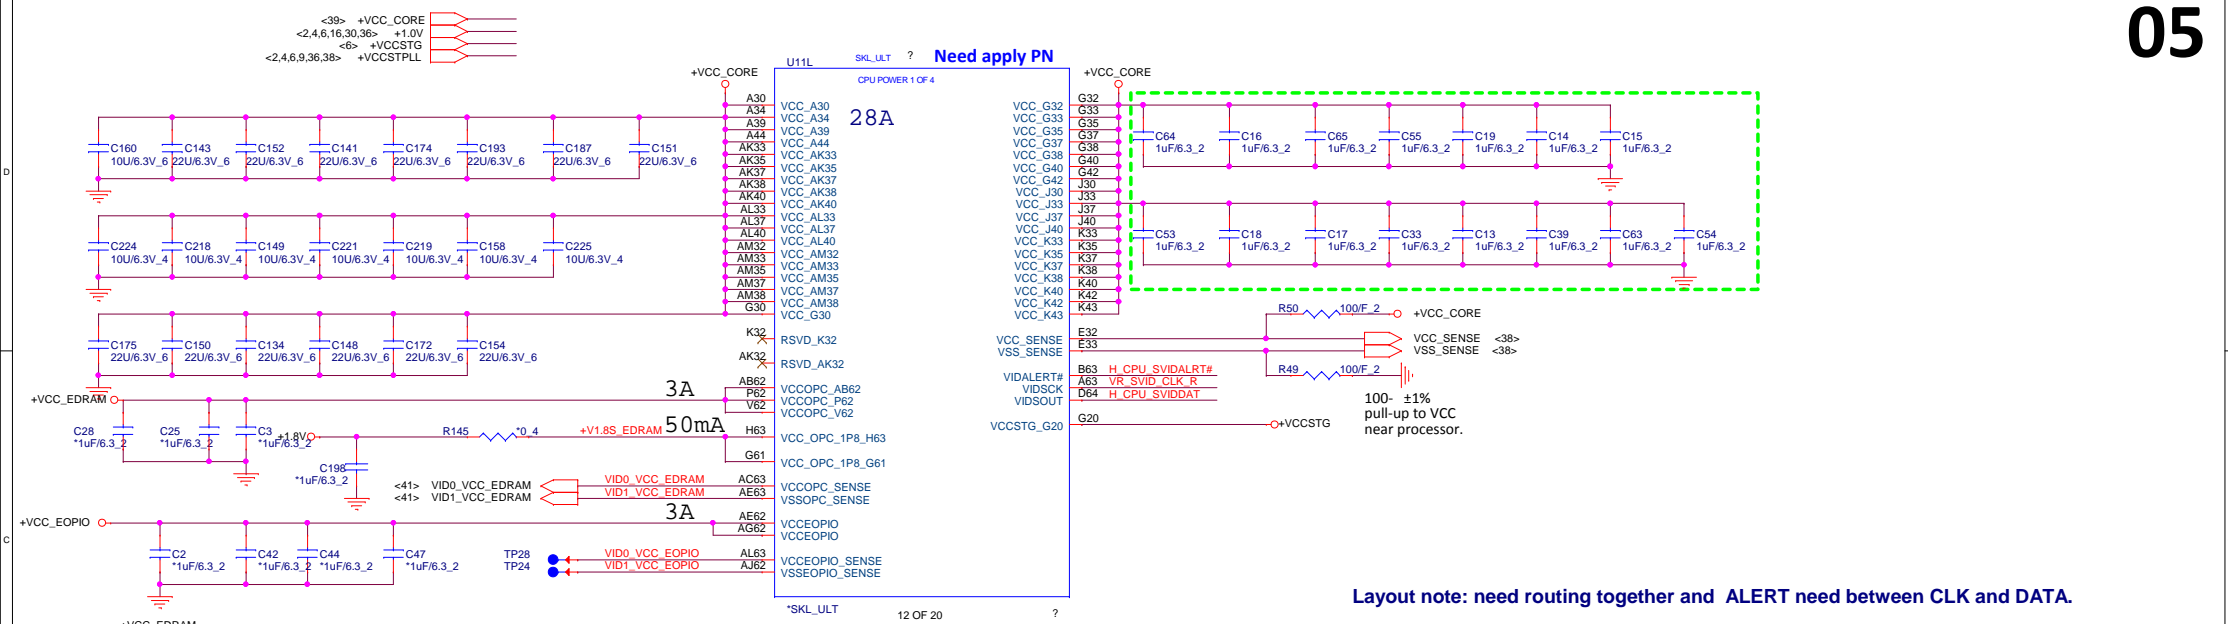 05
<39> +VCC_CORE
<2,4,6,16,30,36> +1.0V
<6> +VCCSTG
<2,4,6,9,36,38> +VCCSTPLL
U11L SKL_ULT ? Need apply PN
CPU POWER 1 OF 4
28A
+VCC_CORE
+VCC_CORE
A30 VCC_A30
A34 VCC_A34
A39 VCC_A39
A44 VCC_A44
AK33 VCC_AK33
AK35 VCC_AK35
AK37 VCC_AK37
AK38 VCC_AK38
AK40 VCC_AK40
AL33 VCC_AL33
AL37 VCC_AL37
AL40 VCC_AL40
AM32 VCC_AM32
AM33 VCC_AM33
AM35 VCC_AM35
AM37 VCC_AM37
AM38 VCC_AM38
G30 VCC_G30
K32 RSVD_K32
AK32 RSVD_AK32
AB62 VCCOPC_AB62
P62 VCCOPC_P62
V62 VCCOPC_V62
H63 VCC_OPC_1P8_H63
G61 VCC_OPC_1P8_G61
AC63 VCCOPC_SENSE
AE63 VSSOPC_SENSE
AE62 VCCEOPIO
AG62 VCCEOPIO
AL63 VCCEOPIO_SENSE
AJ62 VSSEOPIO_SENSE
VCC_G32 G32
VCC_G33 G33
VCC_G35 G35
VCC_G37 G37
VCC_G38 G38
VCC_G40 G40
VCC_G42 G42
VCC_J30 J30
VCC_J33 J33
VCC_J37 J37
VCC_J40 J40
VCC_K33 K33
VCC_K35 K35
VCC_K37 K37
VCC_K38 K38
VCC_K40 K40
VCC_K42 K42
VCC_K43 K43
VCC_SENSE E32
VSS_SENSE E33
VIDALERT# B63 H_CPU_SVIDALRT#
VIDSCK A63 VR_SVID_CLK_R
VIDSOUT D64 H_CPU_SVIDDAT
VCCSTG_G20 G20
+VCCSTG
*SKL_ULT
12 OF 20
?
C160 C143 C152 C141 C174 C193 C187 C151
10U/6.3V_6 22U/6.3V_6 22U/6.3V_6 22U/6.3V_6 22U/6.3V_6 22U/6.3V_6 22U/6.3V_6 22U/6.3V_6
C224 C218 C149 C221 C219 C158 C225
10U/6.3V_4 10U/6.3V_4 10U/6.3V_4 10U/6.3V_4 10U/6.3V_4 10U/6.3V_4 10U/6.3V_4
C175 C150 C134 C148 C172 C154
22U/6.3V_6 22U/6.3V_6 22U/6.3V_6 22U/6.3V_6 22U/6.3V_6 22U/6.3V_6
3A
+VCC_EDRAM
C28 C25 C3
*1uF/6.3_2 *1uF/6.3_2 *1uF/6.3_2
+1.8V
R145 *0_4 +V1.8S_EDRAM 50mA
C198
*1uF/6.3_2
<41> VID0_VCC_EDRAM VID0_VCC_EDRAM
<41> VID1_VCC_EDRAM VID1_VCC_EDRAM
3A
+VCC_EOPIO
C2 C42 C44 C47
*1uF/6.3_2 *1uF/6.3_2 *1uF/6.3_2 *1uF/6.3_2
TP28 VID0_VCC_EOPIO
TP24 VID1_VCC_EOPIO
+VCC_EDRAM
C64 C16 C65 C55 C19 C14 C15
1uF/6.3_2 1uF/6.3_2 1uF/6.3_2 1uF/6.3_2 1uF/6.3_2 1uF/6.3_2 1uF/6.3_2
C53 C18 C17 C33 C13 C39 C63 C54
1uF/6.3_2 1uF/6.3_2 1uF/6.3_2 1uF/6.3_2 1uF/6.3_2 1uF/6.3_2 1uF/6.3_2 1uF/6.3_2
R50 100/F_2 +VCC_CORE
VCC_SENSE <38>
VSS_SENSE <38>
R49 100/F_2
100- ±1%
pull-up to VCC
near processor.
Layout note: need routing together and ALERT need between CLK and DATA.
D
C